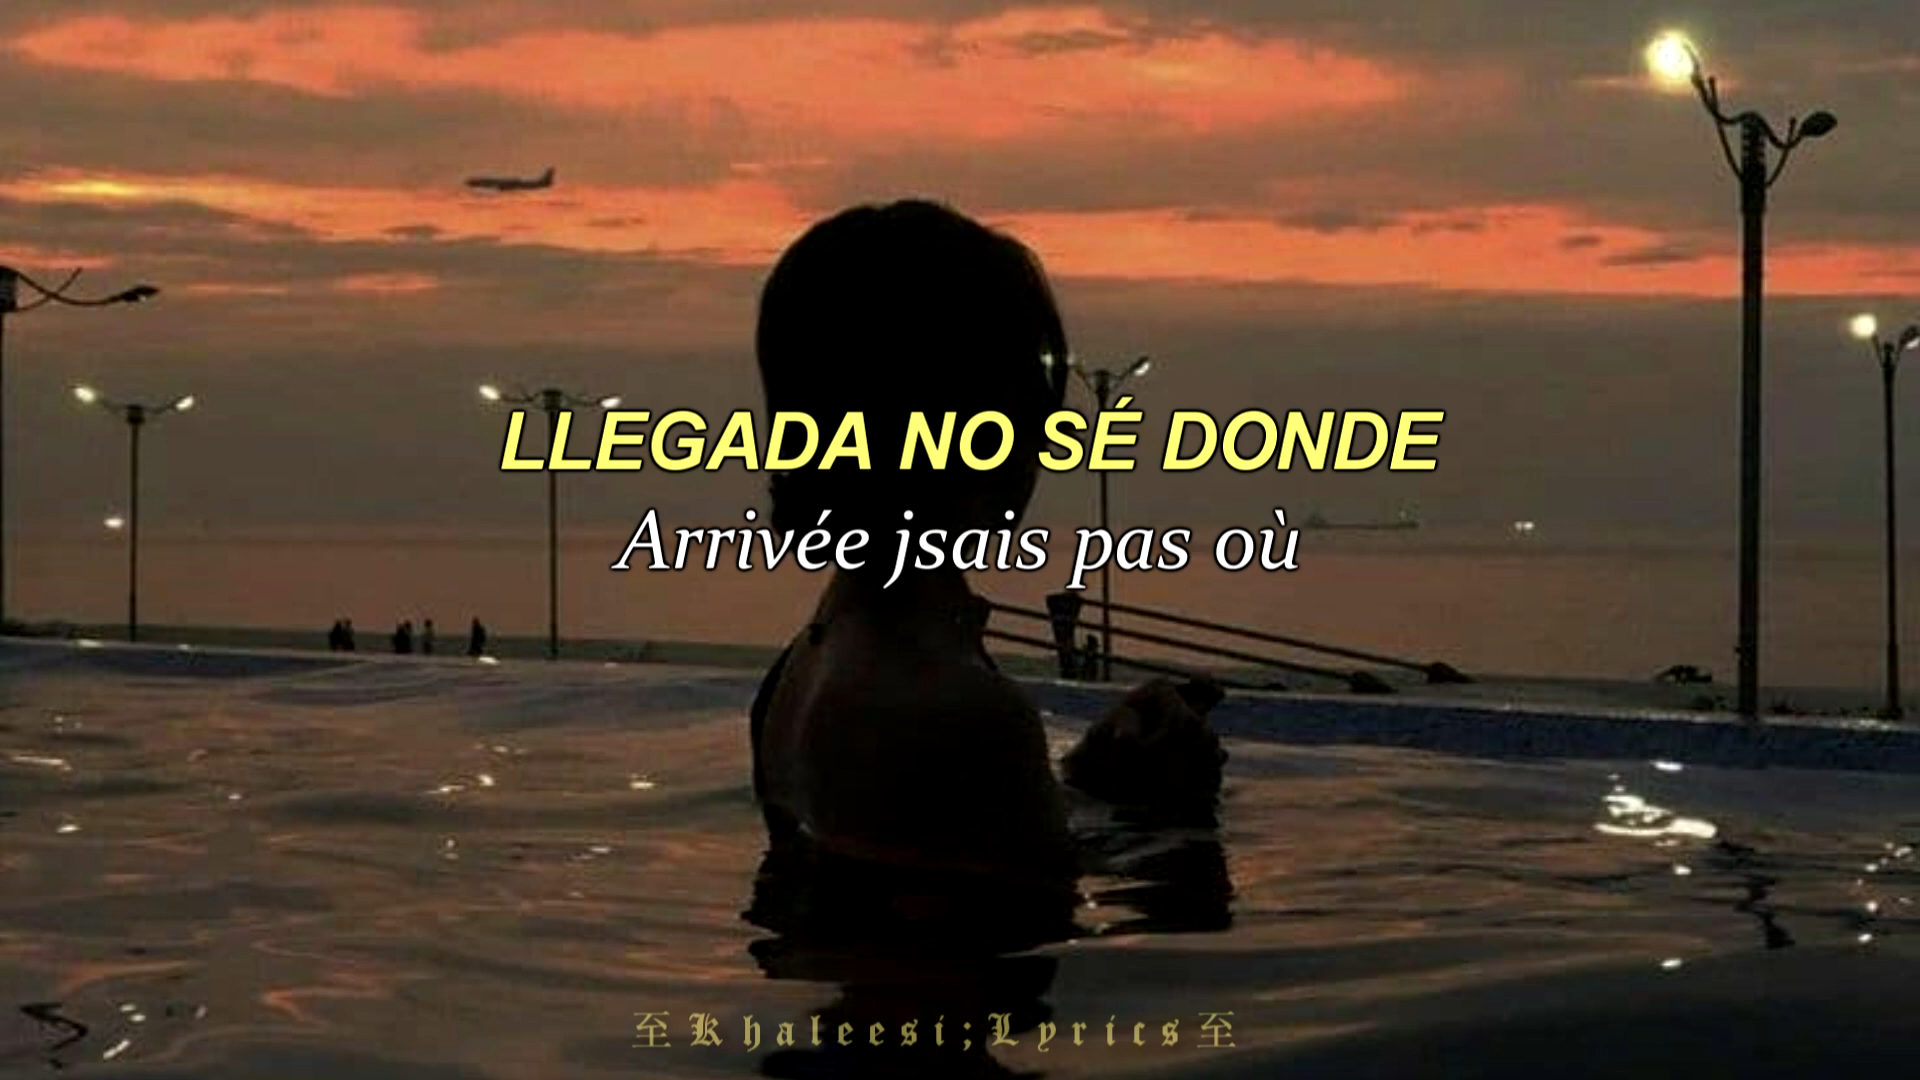 LLEGADA NO SÉ DONDE
Arrivée jsais pas où
至Khaleesi;Lyrics至